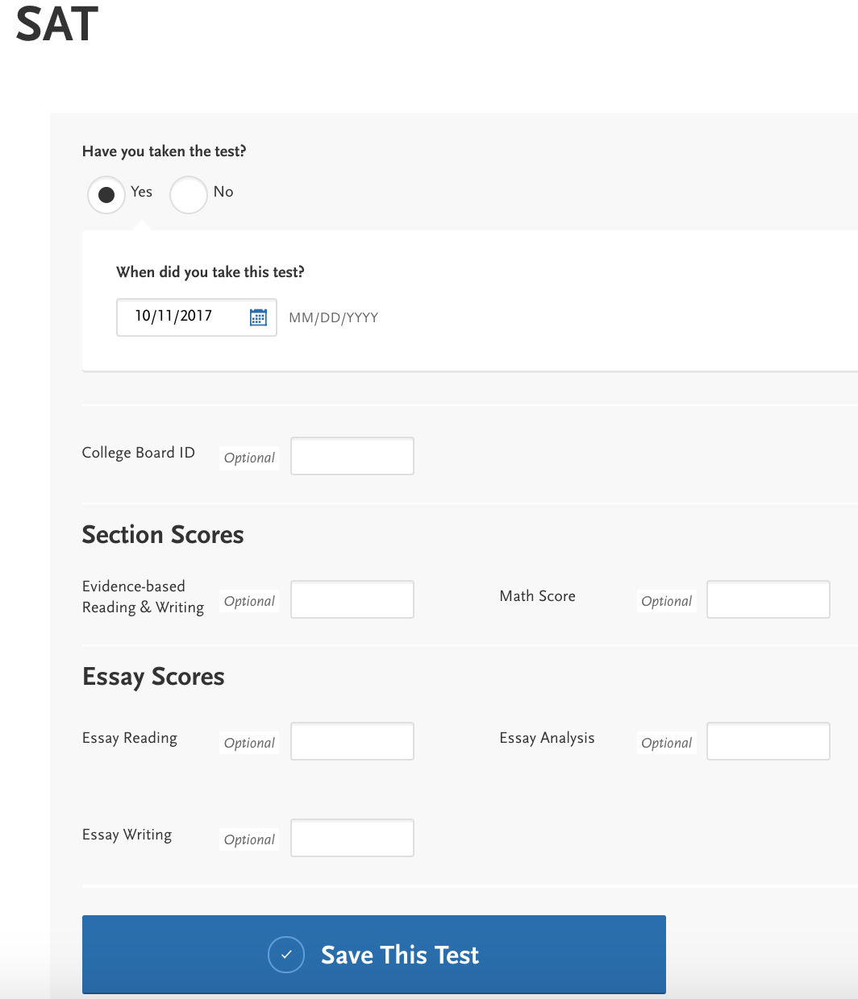 SAT
Have you taken the test?
Yes No
When did you take this test?
10/11/2017 MM/DD/YYYY
College Board ID Optional
Section Scores
Evidence-based
Reading & Writing Optional Math Score Optional
Essay Scores
Essay Reading Optional Essay Analysis Optional
Essay Writing Optional
Save This Test